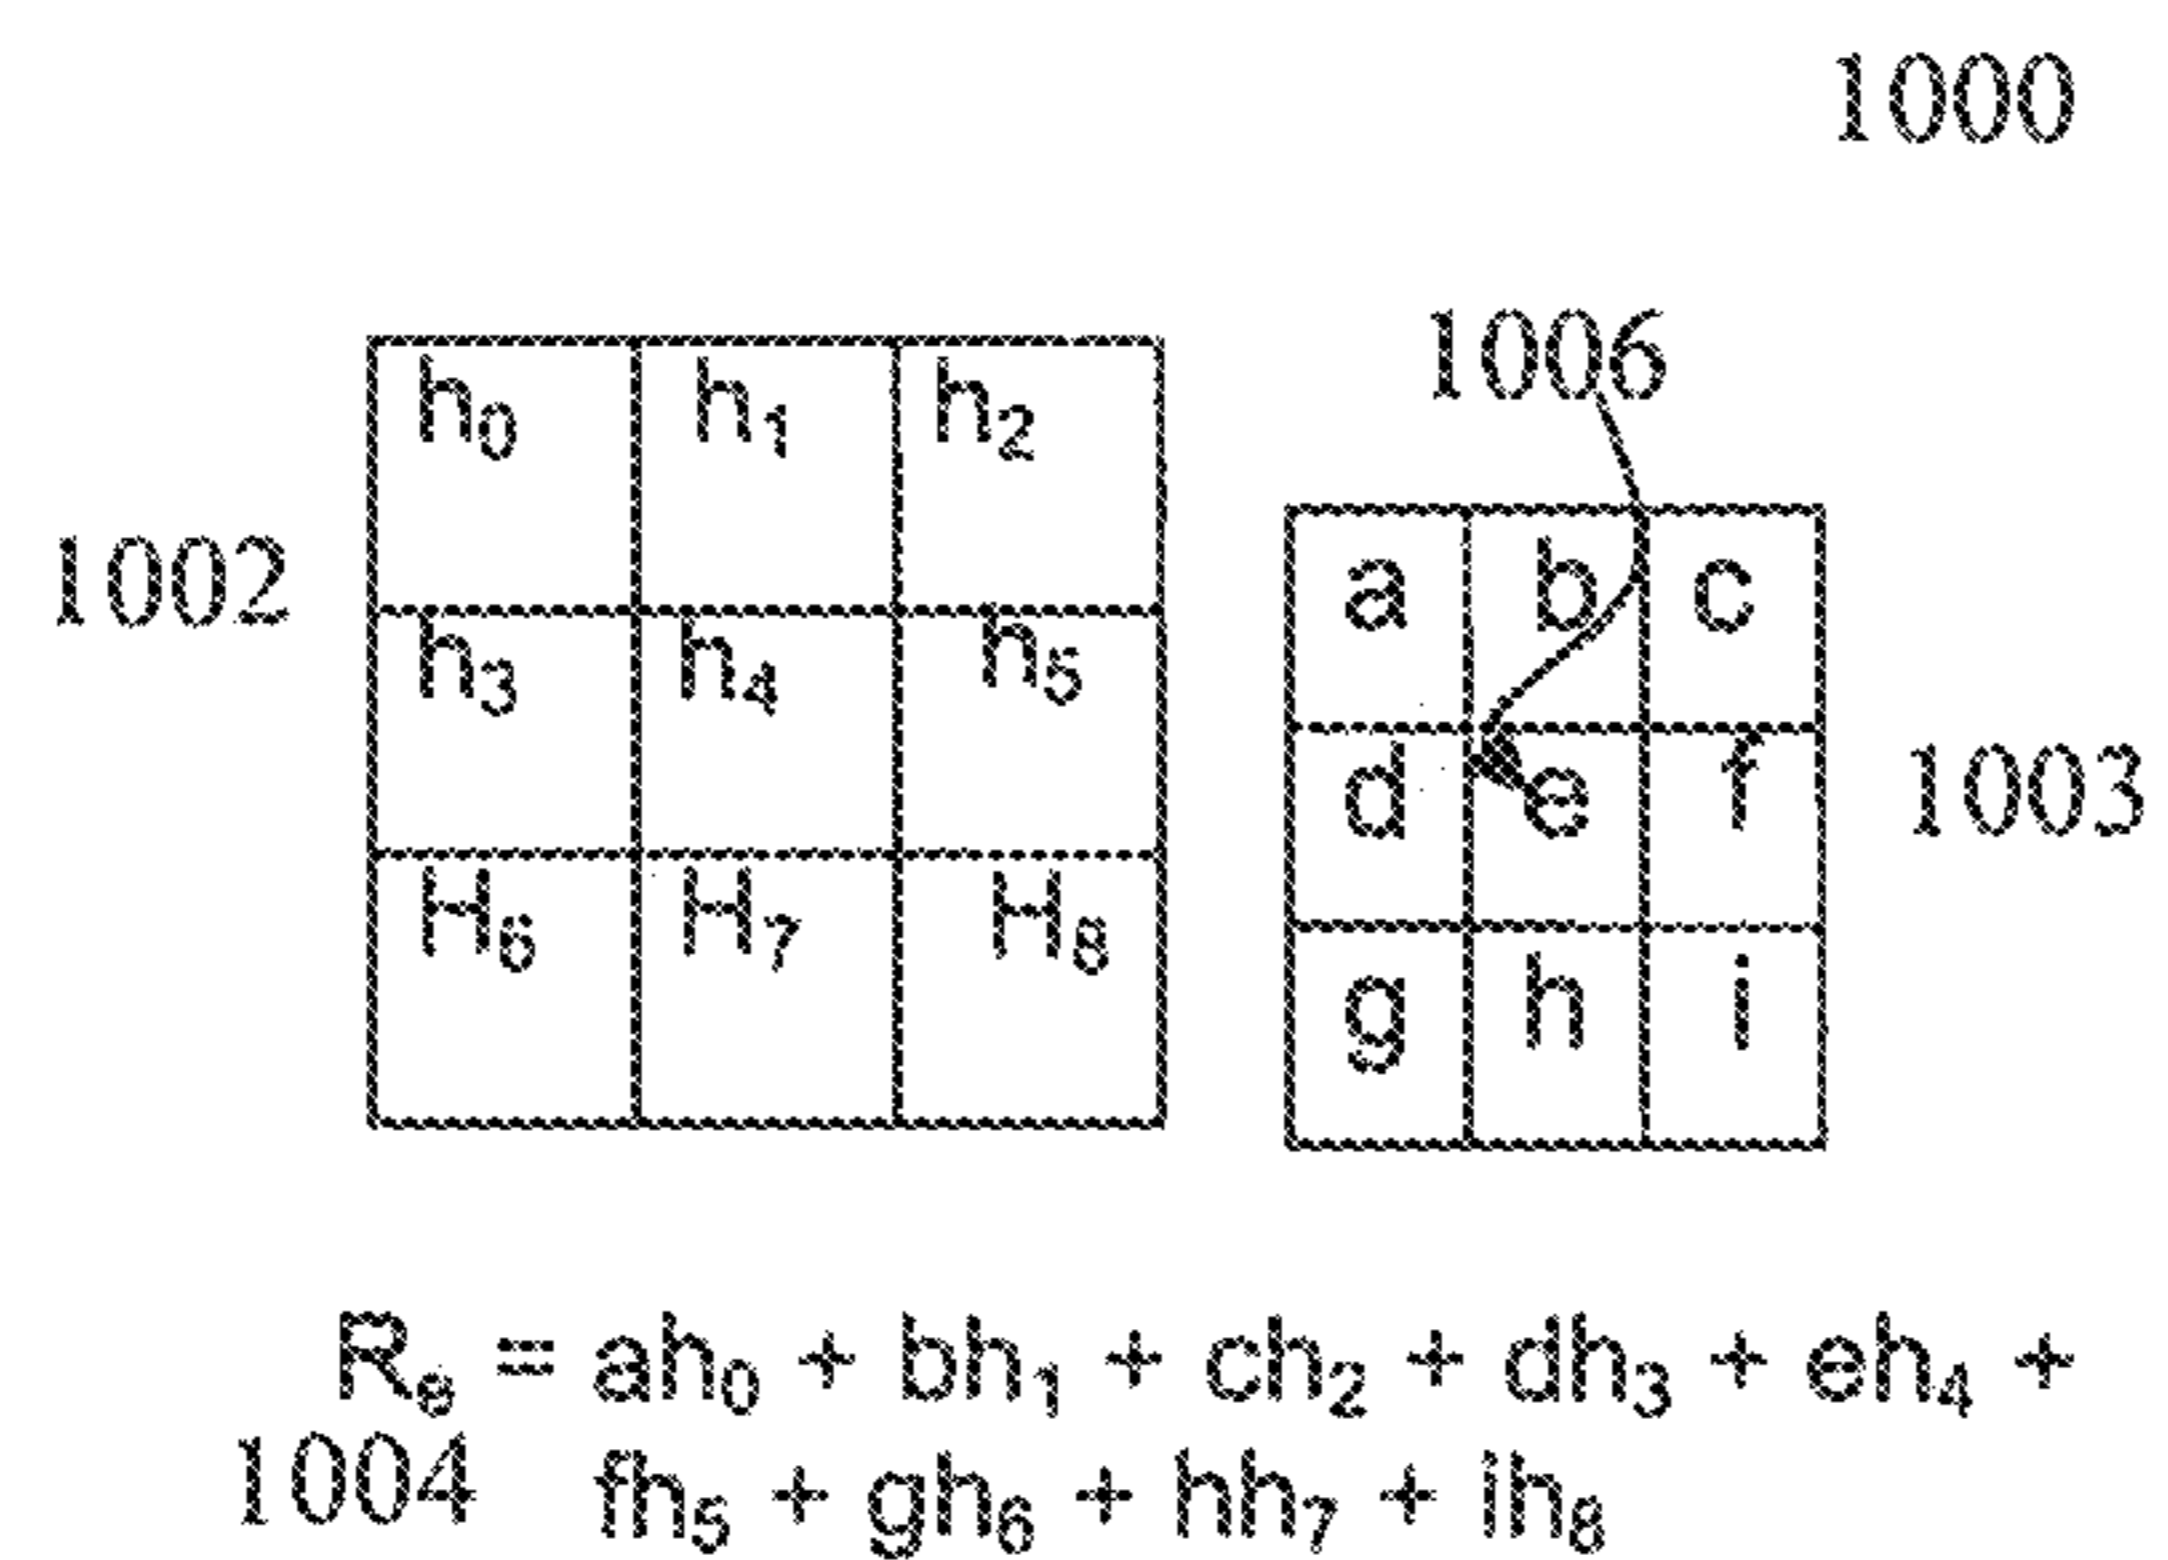 1000
1006
h₀ h₁ h₂
1002
h₃ h₄ h₅
H₆ H₇ H₈
a b c
d e f
1003
g h i
Rₑ = ah₀ + bh₁ + ch₂ + dh₃ + eh₄ +
1004 fh₅ + gh₆ + hh₇ + ih₈